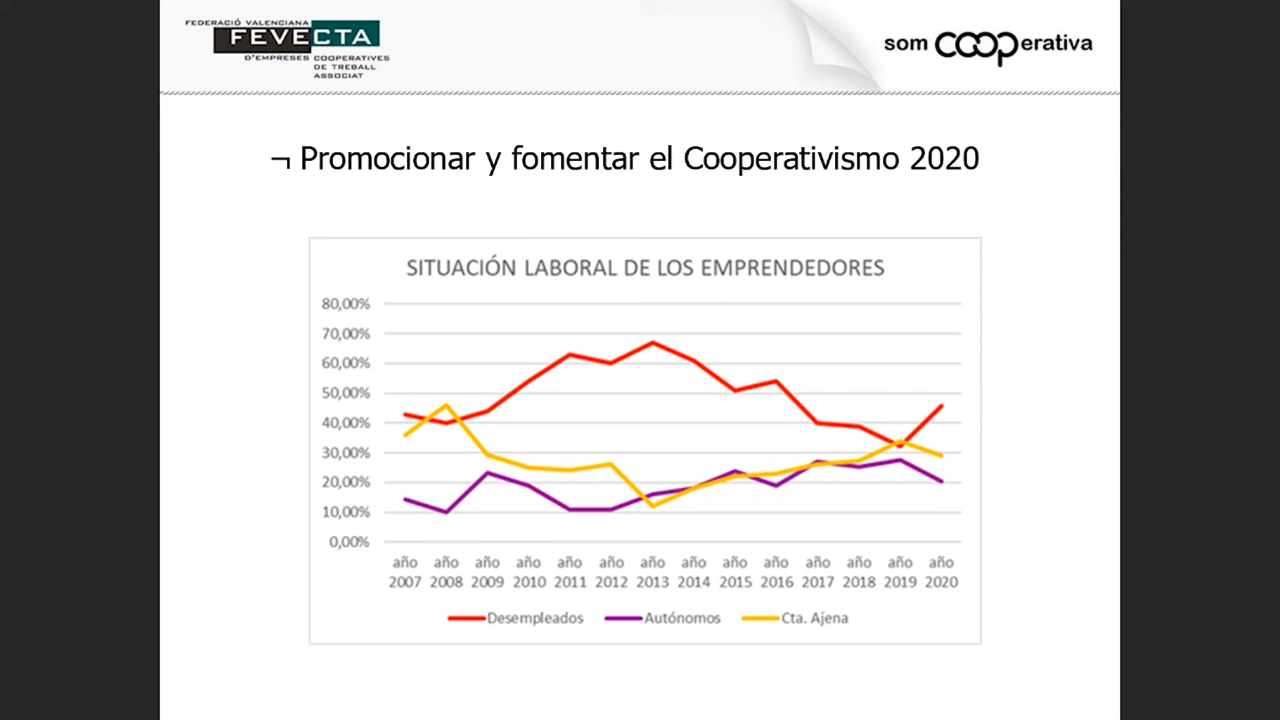 FEDERACIÓ VALENCIANA
FEVECTA
D'EMPRESES COOPERATIVES
DE TREBALL
ASSOCIAT
som COOPerativa
¬ Promocionar y fomentar el Cooperativismo 2020
SITUACIÓN LABORAL DE LOS EMPRENDEDORES
80,00%
70,00%
60,00%
50,00%
40,00%
30,00%
20,00%
10,00%
0,00%
año año año año año año año año año año año año año año
2007 2008 2009 2010 2011 2012 2013 2014 2015 2016 2017 2018 2019 2020
Desempleados Autónomos Cta. Ajena